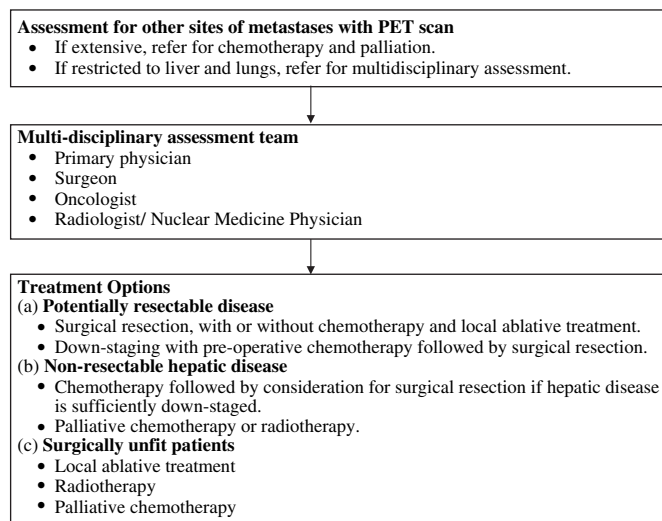 Assessment for other sites of metastases with PET scan
• If extensive, refer for chemotherapy and palliation.
• If restricted to liver and lungs, refer for multidisciplinary assessment.
Multi-disciplinary assessment team
• Primary physician
• Surgeon
• Oncologist
• Radiologist/ Nuclear Medicine Physician
Treatment Options
(a) Potentially resectable disease
• Surgical resection, with or without chemotherapy and local ablative treatment.
• Down-staging with pre-operative chemotherapy followed by surgical resection.
(b) Non-resectable hepatic disease
• Chemotherapy followed by consideration for surgical resection if hepatic disease
is sufficiently down-staged.
• Palliative chemotherapy or radiotherapy.
(c) Surgically unfit patients
• Local ablative treatment
• Radiotherapy
• Palliative chemotherapy